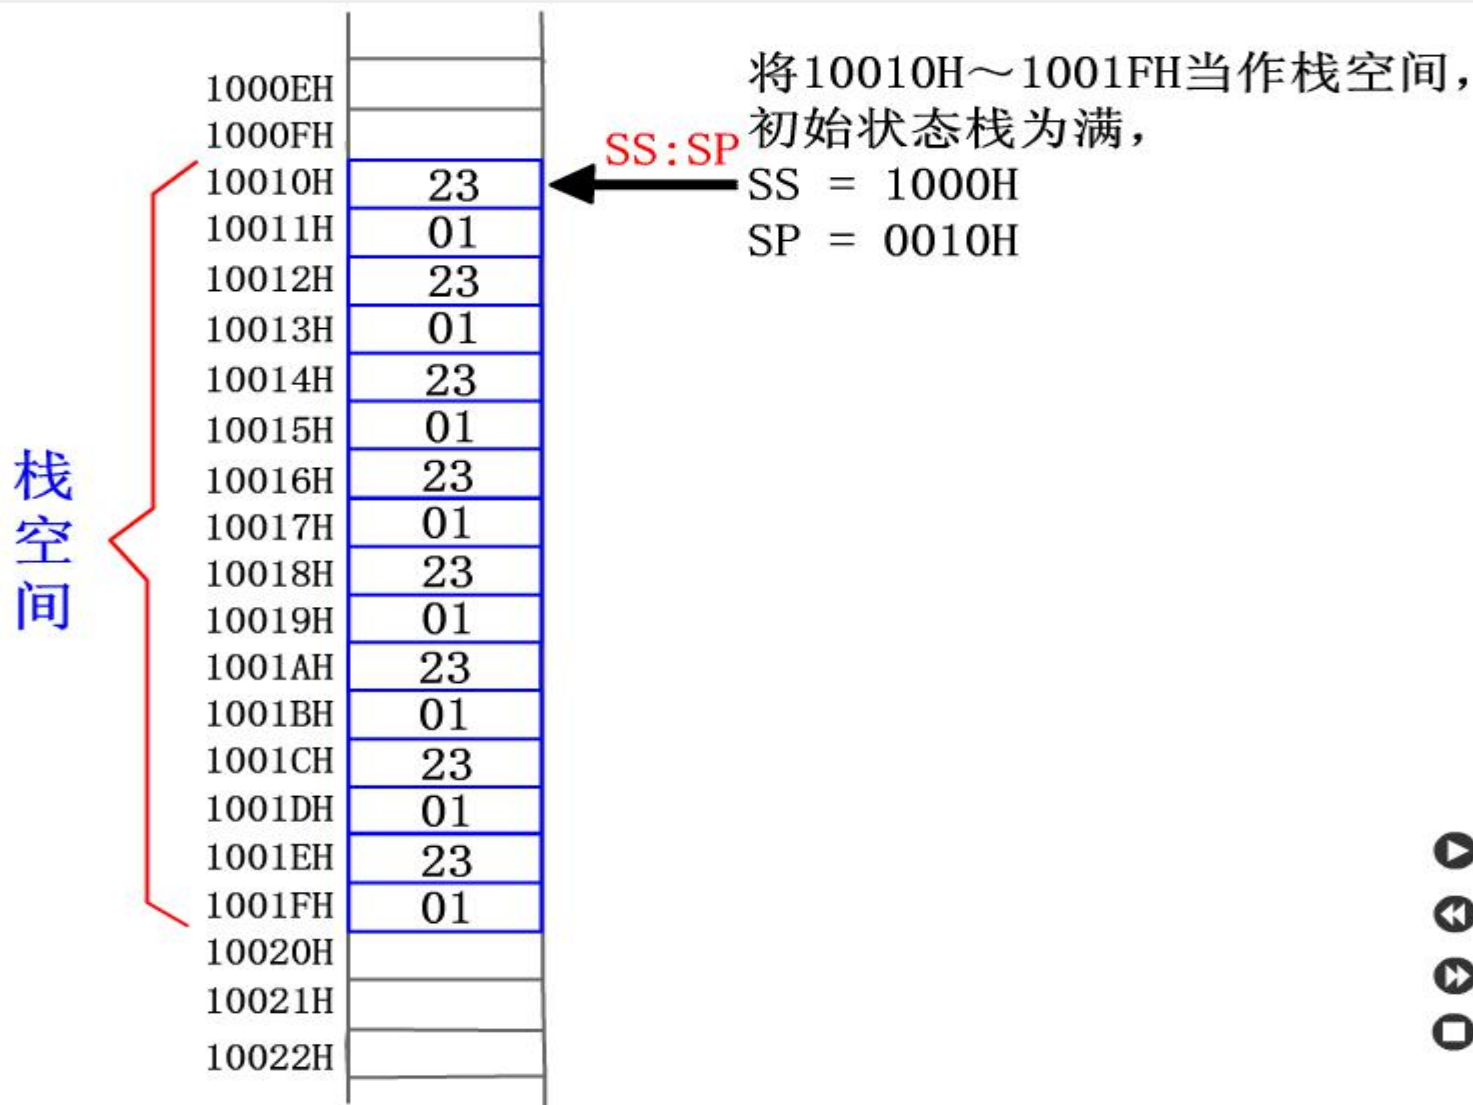 将10010H～1001FH当作栈空间，
初始状态栈为满，
SS:SP
SS = 1000H
SP = 0010H
栈空间
1000EH
1000FH
10010H 23
10011H 01
10012H 23
10013H 01
10014H 23
10015H 01
10016H 23
10017H 01
10018H 23
10019H 01
1001AH 23
1001BH 01
1001CH 23
1001DH 01
1001EH 23
1001FH 01
10020H
10021H
10022H